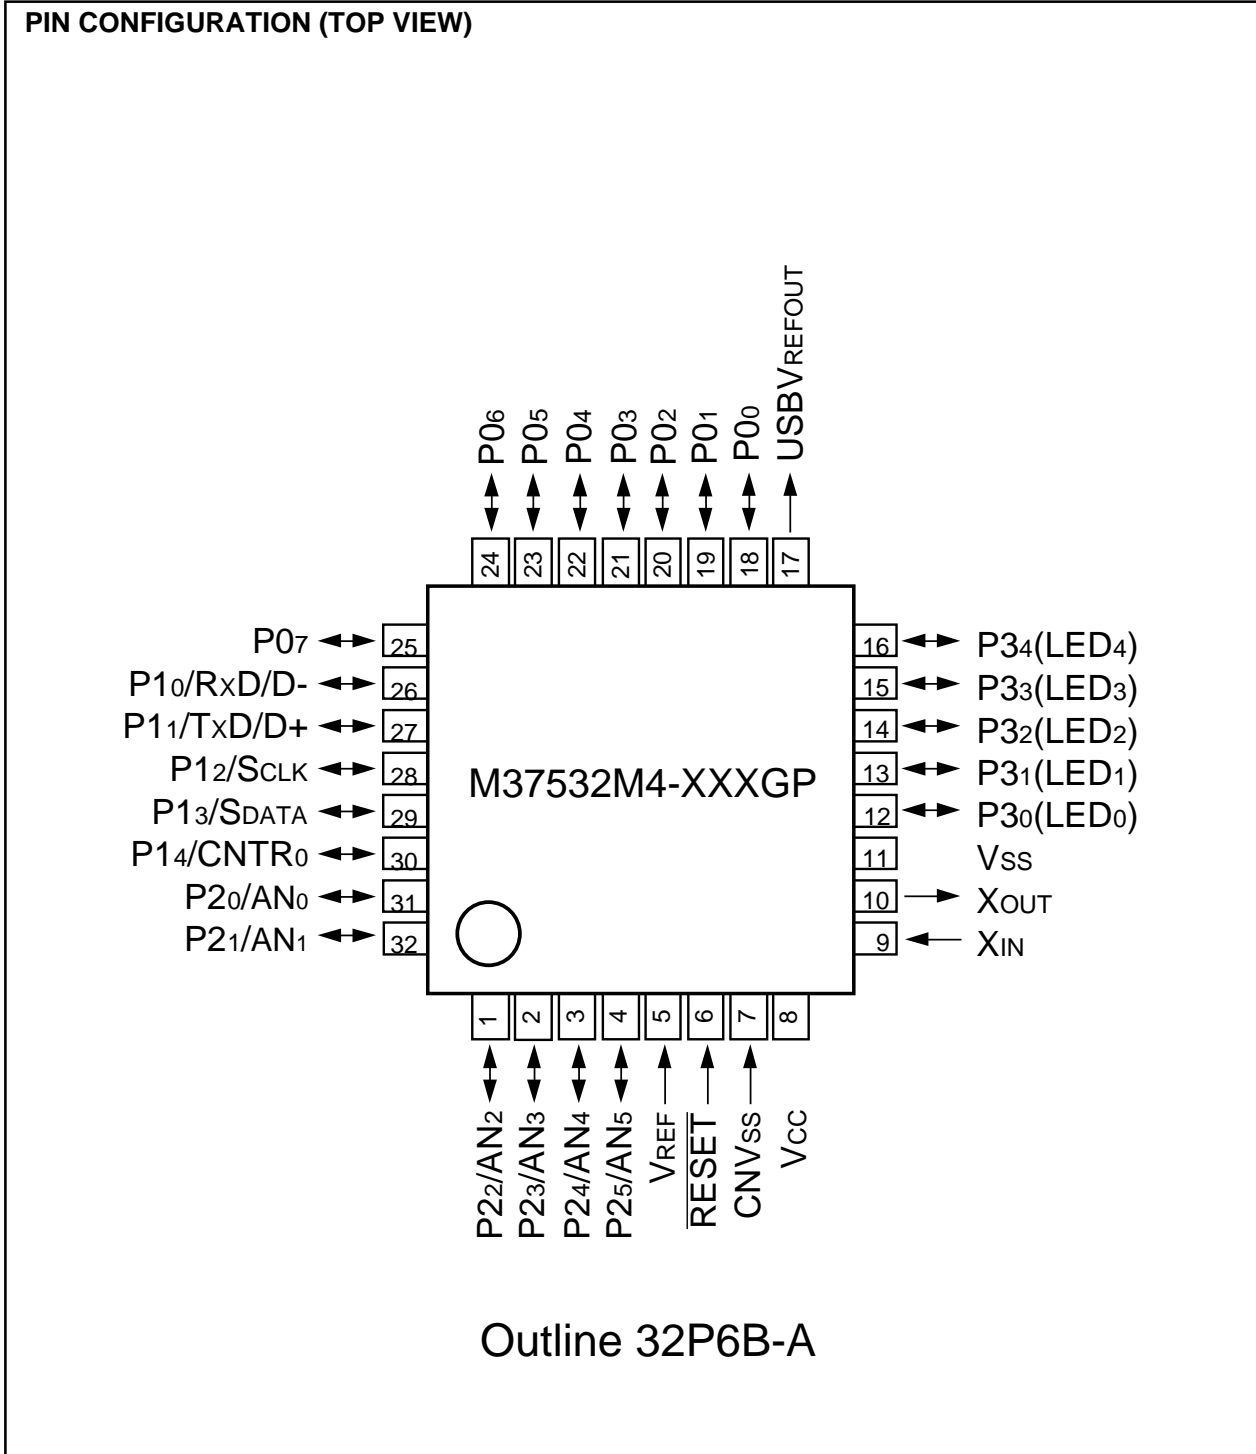 PIN CONFIGURATION (TOP VIEW)
P06
P05
P04
P03
P02
P01
P00
USBVREFOUT
24
23
22
21
20
19
18
17
P07 25
P10/RXD/D- 26
P11/TXD/D+ 27
P12/SCLK 28
P13/SDATA 29
P14/CNTR0 30
P20/AN0 31
P21/AN1 32
M37532M4-XXXGP
16 P34(LED4)
15 P33(LED3)
14 P32(LED2)
13 P31(LED1)
12 P30(LED0)
11 VSS
10 XOUT
9 XIN
1
2
3
4
5
6
7
8
P22/AN2
P23/AN3
P24/AN4
P25/AN5
VREF
RESET
CNVSS
VCC
Outline 32P6B-A